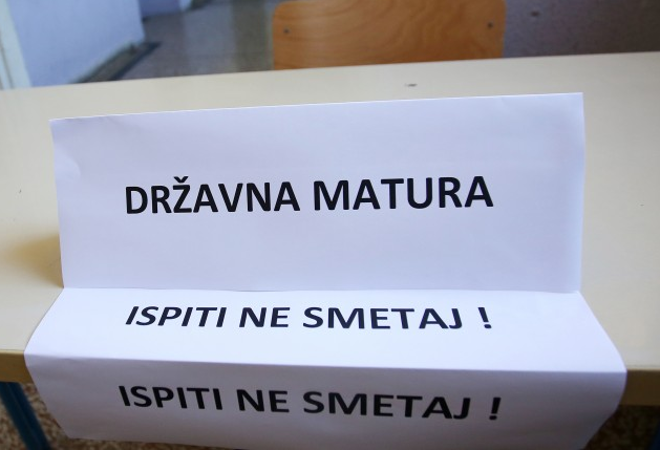 DRŽAVNA MATURA
ISPITI NE SMETAJ !
ISPITI NE SMETAJ !